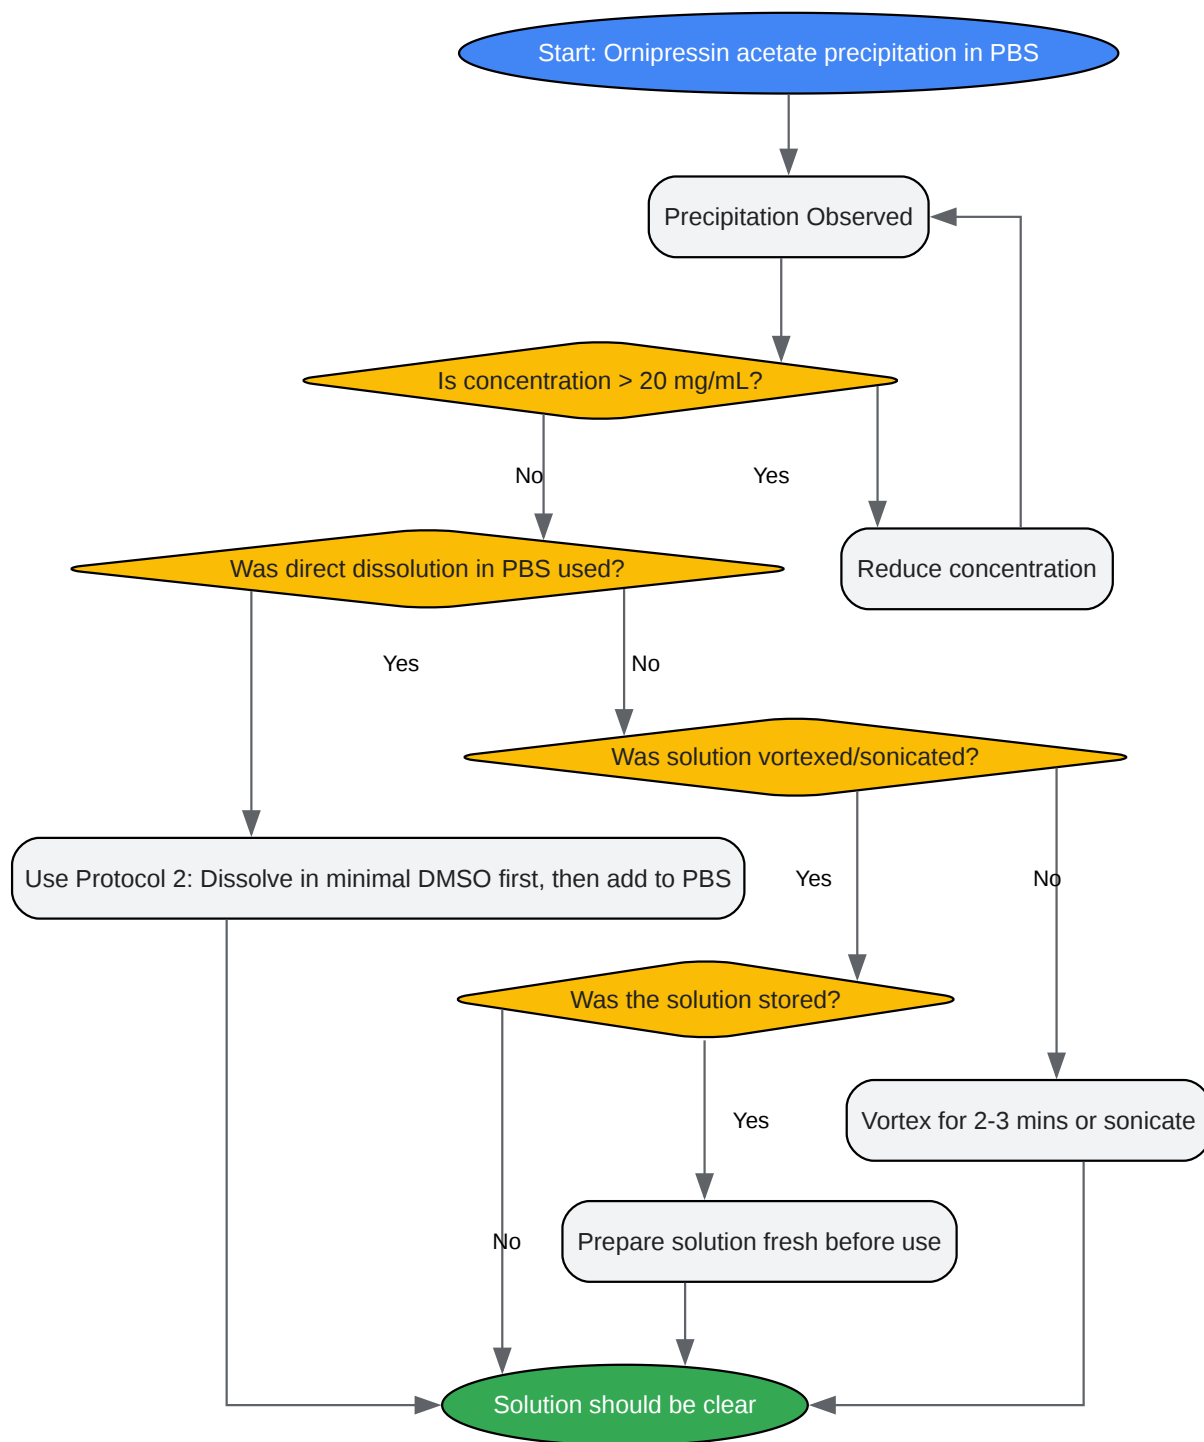 Start: Ornipressin acetate precipitation in PBS
Precipitation Observed
Is concentration > 20 mg/mL?
No
Yes
Reduce concentration
Was direct dissolution in PBS used?
Yes
No
Was solution vortexed/sonicated?
Use Protocol 2: Dissolve in minimal DMSO first, then add to PBS
Yes
No
Was the solution stored?
Yes
Vortex for 2-3 mins or sonicate
No
Prepare solution fresh before use
Solution should be clear